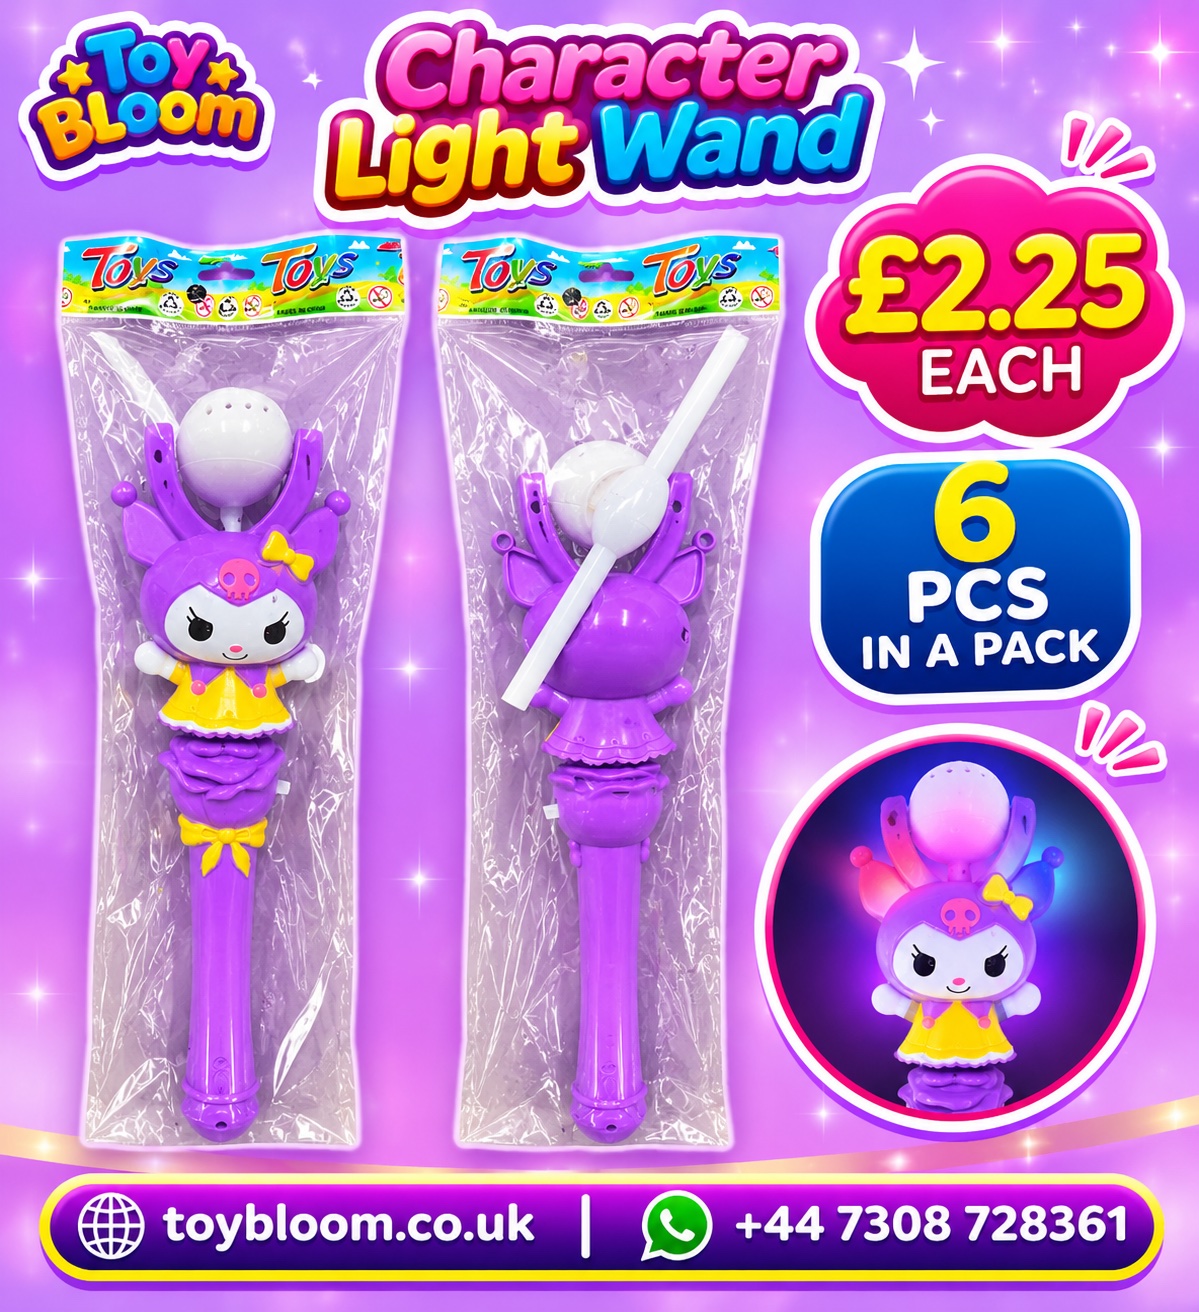 Toy
BLoom
Character
Light Wand
Toys Toys
Toys Toys
£2.25
EACH
6
PCS
IN A PACK
toybloom.co.uk | +44 7308 728361